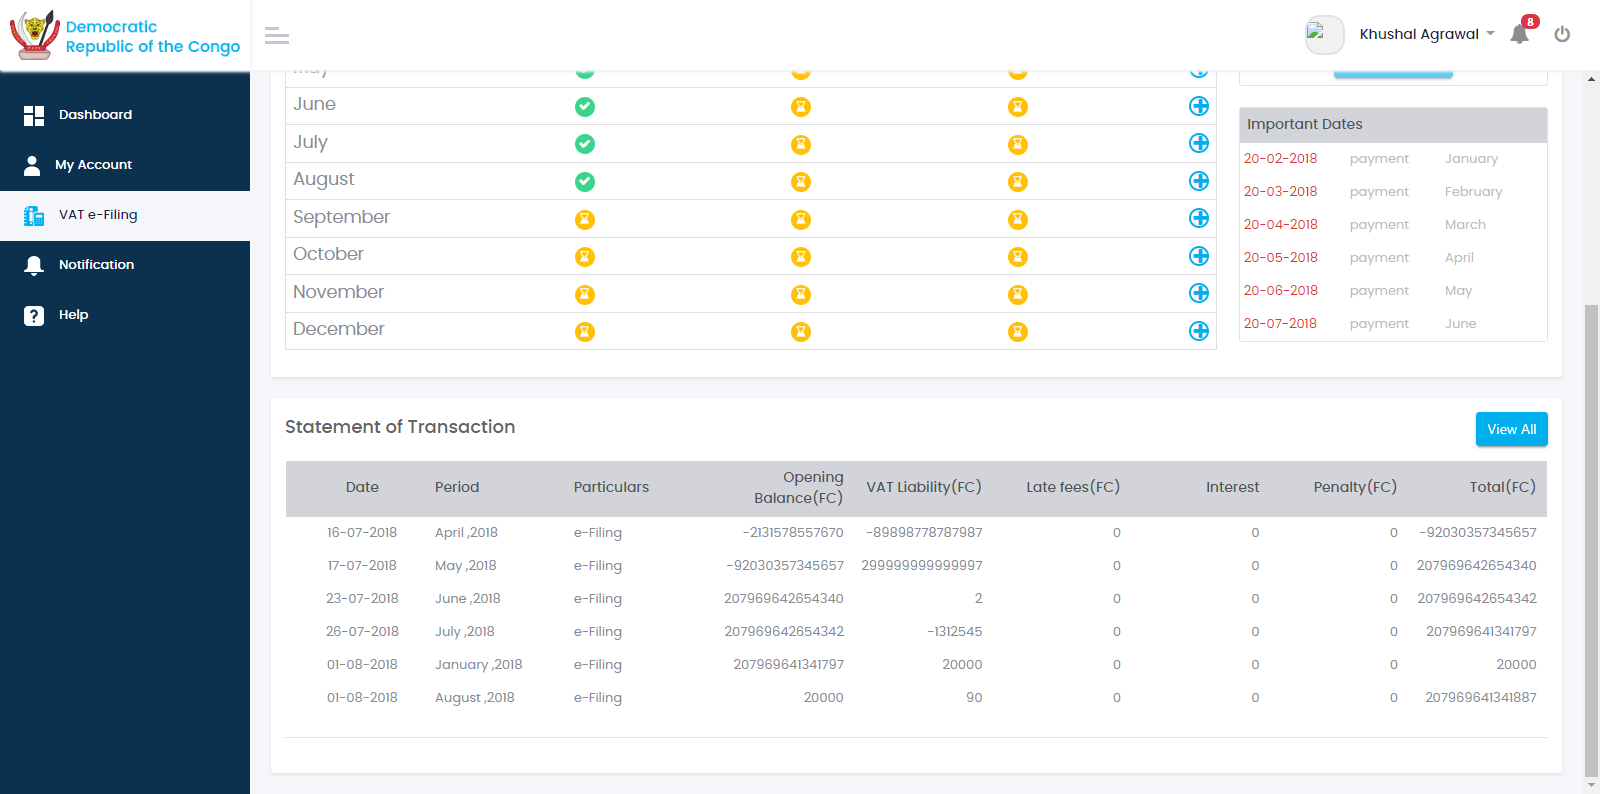 Democratic
Republic of the Congo
Khushal Agrawal
8
Dashboard
My Account
VAT e-Filing
Notification
Help
May
June
July
August
September
October
November
December
Important Dates
20-02-2018 payment January
20-03-2018 payment February
20-04-2018 payment March
20-05-2018 payment April
20-06-2018 payment May
20-07-2018 payment June
Statement of Transaction
View All
Date Period Particulars Opening Balance(FC) VAT Liability(FC) Late fees(FC) Interest Penalty(FC) Total(FC)
16-07-2018 April ,2018 e-Filing -2131578557670 -89898778787987 0 0 0 -92030357345657
17-07-2018 May ,2018 e-Filing -92030357345657 299999999999997 0 0 0 207969642654340
23-07-2018 June ,2018 e-Filing 207969642654340 2 0 0 0 207969642654342
26-07-2018 July ,2018 e-Filing 207969642654342 -1312545 0 0 0 207969641341797
01-08-2018 January ,2018 e-Filing 207969641341797 20000 0 0 0 20000
01-08-2018 August ,2018 e-Filing 20000 90 0 0 0 207969641341887